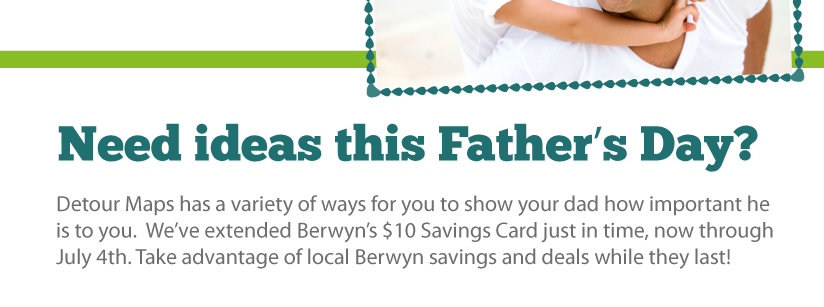 Need ideas this Father's Day?
Detour Maps has a variety of ways for you to show your dad how important he
is to you.  We've extended Berwyn's $10 Savings Card just in time, now through
July 4th. Take advantage of local Berwyn savings and deals while they last!